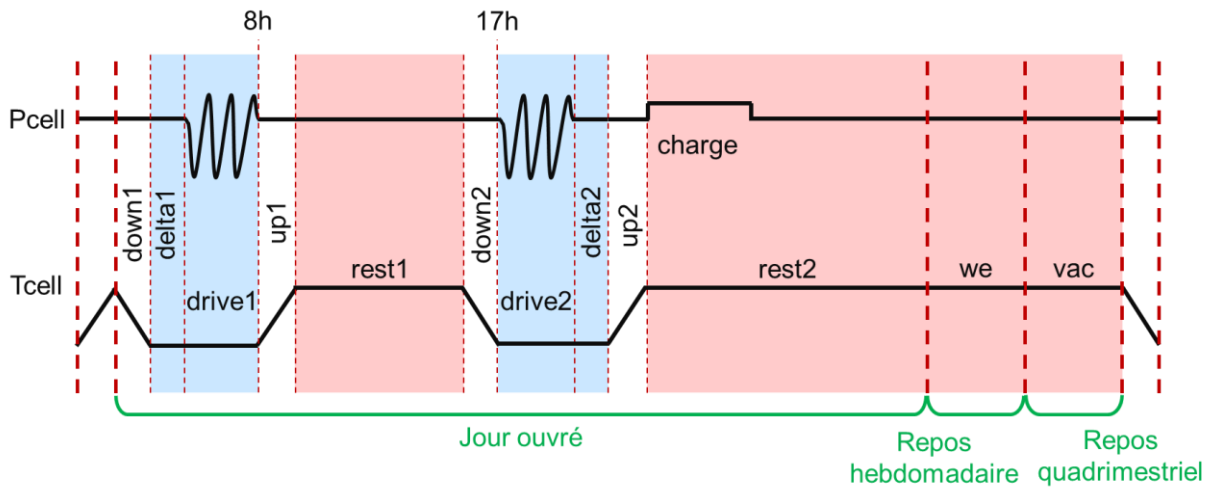 8h
17h
Pcell
charge
down1
delta1
up1
down2
delta2
up2
Tcell
drive1
rest1
drive2
rest2
we
vac
Jour ouvré
Repos
hebdomadaire
Repos
quadrimestriel